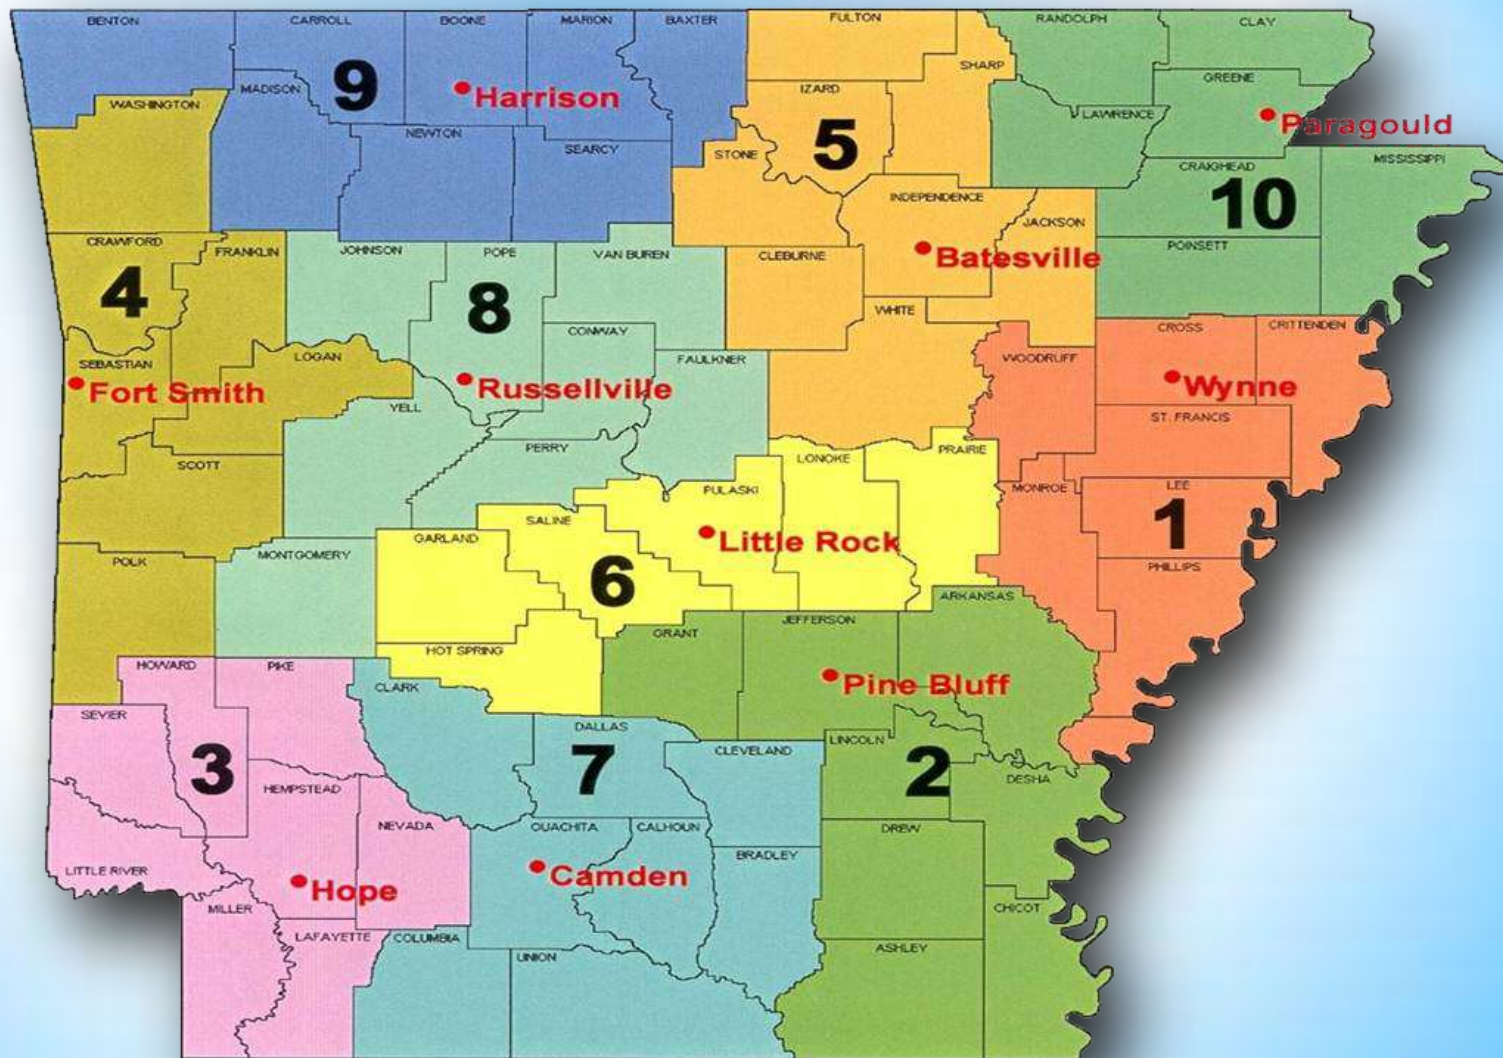 BENTON
CARROLL
BOONE
MARION
BAXTER
FULTON
RANDOLPH
CLAY
SHARP
GREENE
IZARD
MADISON
9
Harrison
WASHINGTON
LAWRENCE
Paragould
NEWTON
SEARCY
5
STONE
CRAIGHEAD
MISSISSIPPI
10
INDEPENDENCE
JACKSON
CRAWFORD
FRANKLIN
JOHNSON
POPE
VAN BUREN
CLEBURNE
Batesville
POINSETT
4
8
WHITE
CONWAY
CROSS
CRITTENDEN
SEBASTIAN
LOGAN
FAULKNER
WOODRUFF
Fort Smith
Russellville
Wynne
YELL
ST. FRANCIS
PERRY
PRAIRIE
LONOKE
SCOTT
PULASKI
MONROE
LEE
SALINE
1
GARLAND
Little Rock
MONTGOMERY
POLK
6
PHILLIPS
ARKANSAS
JEFFERSON
GRANT
HOT SPRING
HOWARD
PIKE
CLARK
Pine Bluff
SEVIER
DALLAS
LINCOLN
CLEVELAND
3
7
2
DESHA
HEMPSTEAD
NEVADA
OUACHITA
CALHOUN
DREW
BRADLEY
LITTLE RIVER
Hope
Camden
MILLER
CHICOT
LAFAYETTE
COLUMBIA
ASHLEY
UNION